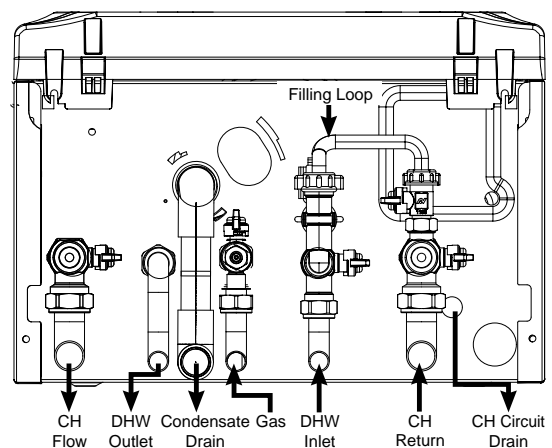 Filling Loop
CH Flow
DHW Outlet
Condensate Drain
Gas
DHW Inlet
CH Return
CH Circuit Drain